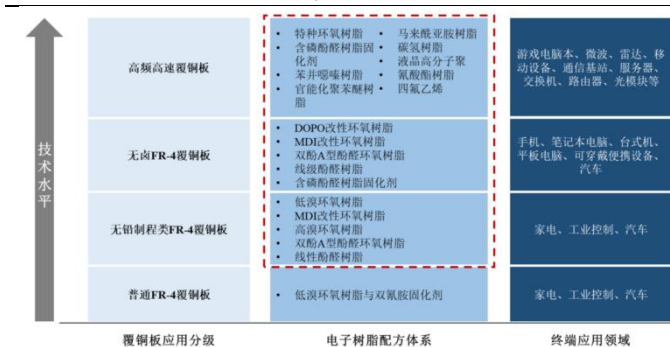 技术水平
高频高速覆铜板
• 特种环氧树脂
• 含磷酚醛树脂固
化剂
• 苯并噁嗪树脂
• 官能化聚苯醚树
脂
• 马来酰亚胺树脂
• 碳氢树脂
• 液晶高分子聚
• 氰酸酯树脂
• 四氟乙烯
游戏电脑本、微波、雷达、移
动设备、通信基站、服务器、
交换机、路由器、光模块等
无卤FR-4覆铜板
• DOPO改性环氧树脂
• MDI改性环氧树脂
• 双酚A型酚醛环氧树脂
• 线级酚醛树脂
• 含磷酚醛树脂固化剂
手机、笔记本电脑、台式机、
平板电脑、可穿戴便携设备、
汽车
无铅制程类FR-4覆铜板
• 低溴环氧树脂
• MDI改性环氧树脂
• 高溴环氧树脂
• 双酚A型酚醛环氧树脂
• 线性酚醛树脂
家电、工业控制、汽车
普通FR-4覆铜板
• 低溴环氧树脂与双氰胺固化剂
家电、工业控制、汽车
覆铜板应用分级
电子树脂配方体系
终端应用领域